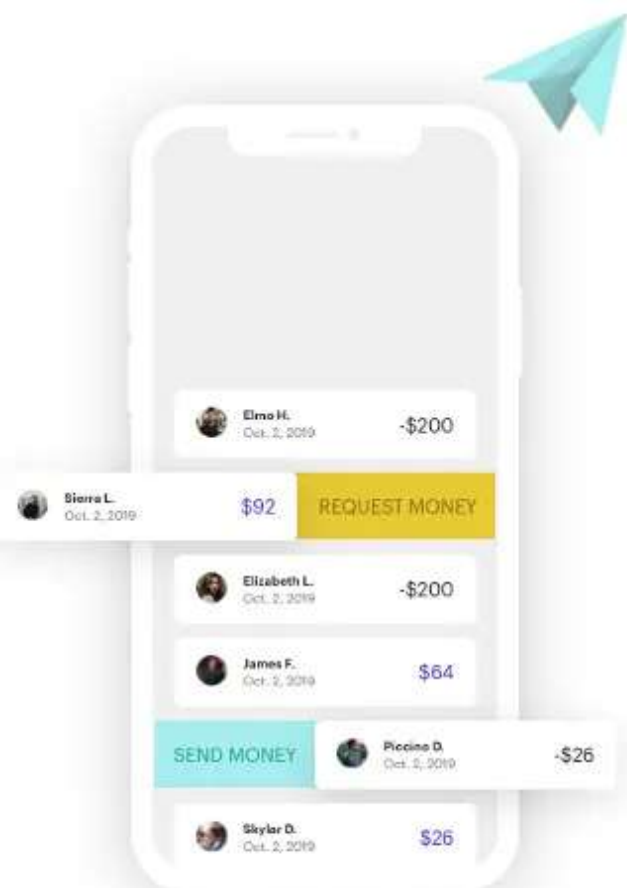 Elmo H.
Oct. 2, 2019
-$200
Sierra L.
Oct. 2, 2019
$92
REQUEST MONEY
Elizabeth L.
Oct. 2, 2019
-$200
James F.
Oct. 2, 2019
$64
SEND MONEY
Piccino D.
Oct. 2, 2019
-$26
Skylar D.
Oct. 2, 2019
$26